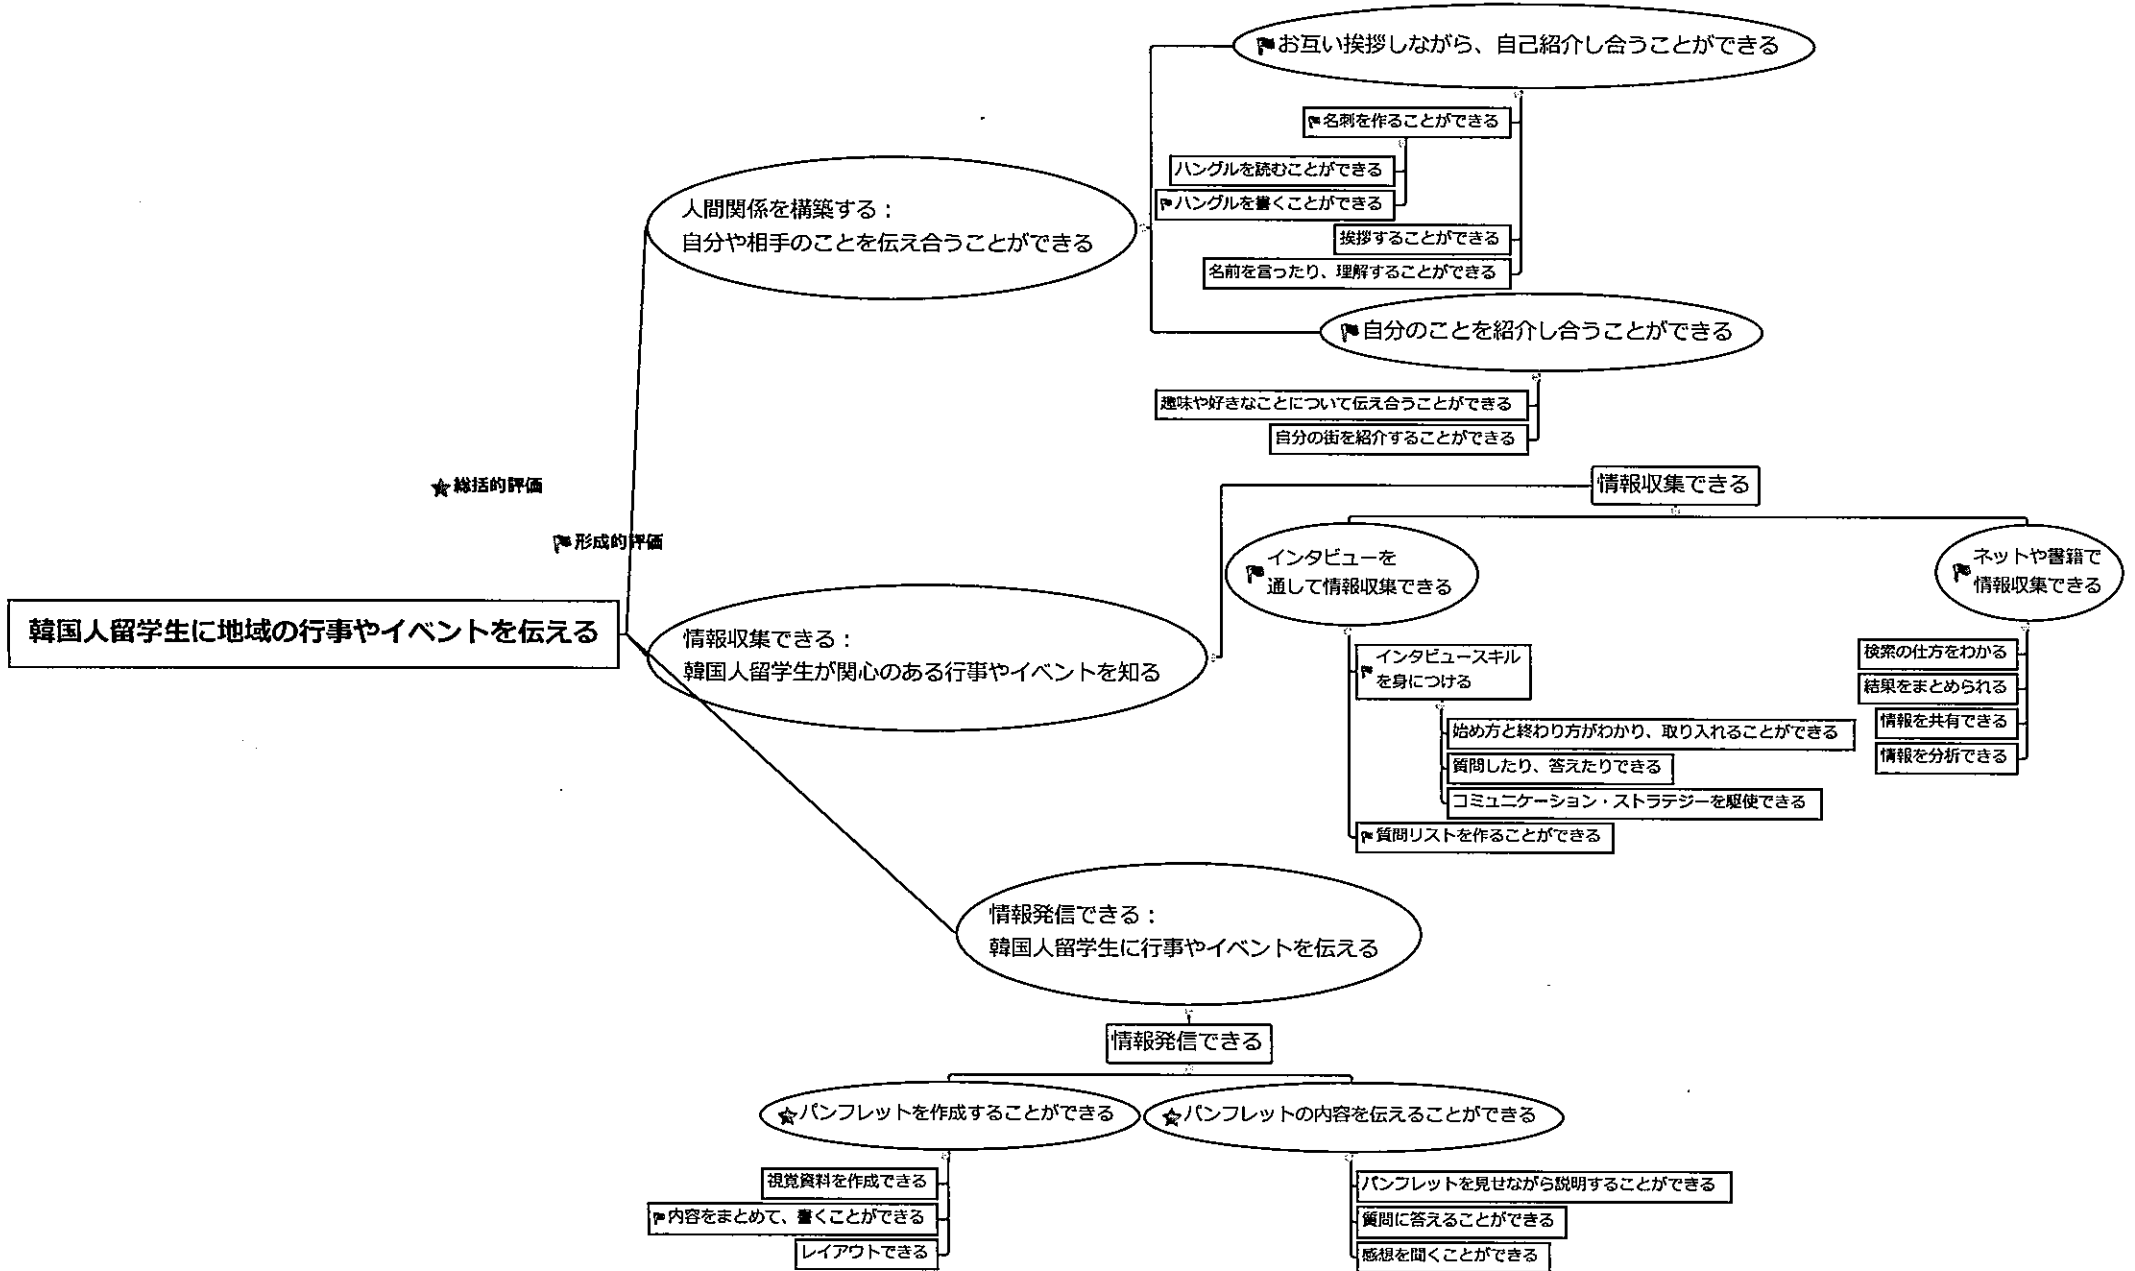 お互い挨拶しながら、自己紹介し合うことができる
名刺を作ることができる
ハングルを読むことができる
ハングルを書くことができる
挨拶することができる
名前を言ったり、理解することができる
人間関係を構築する：
自分や相手のことを伝え合うことができる
自分のことを紹介し合うことができる
趣味や好きなことについて伝え合うことができる
自分の街を紹介することができる
★総括的評価
形成的評価
韓国人留学生に地域の行事やイベントを伝える
情報収集できる：
韓国人留学生が関心のある行事やイベントを知る
情報収集できる
インタビューを
通して情報収集できる
インタビュースキル
を身につける
始め方と終わり方がわかり、取り入れることができる
質問したり、答えたりできる
コミュニケーション・ストラテジーを駆使できる
質問リストを作ることができる
ネットや書籍で
情報収集できる
検索の仕方をわかる
結果をまとめられる
情報を共有できる
情報を分析できる
情報発信できる：
韓国人留学生に行事やイベントを伝える
情報発信できる
★パンフレットを作成することができる
視覚資料を作成できる
内容をまとめて、書くことができる
レイアウトできる
★パンフレットの内容を伝えることができる
パンフレットを見せながら説明することができる
質問に答えることができる
感想を聞くことができる